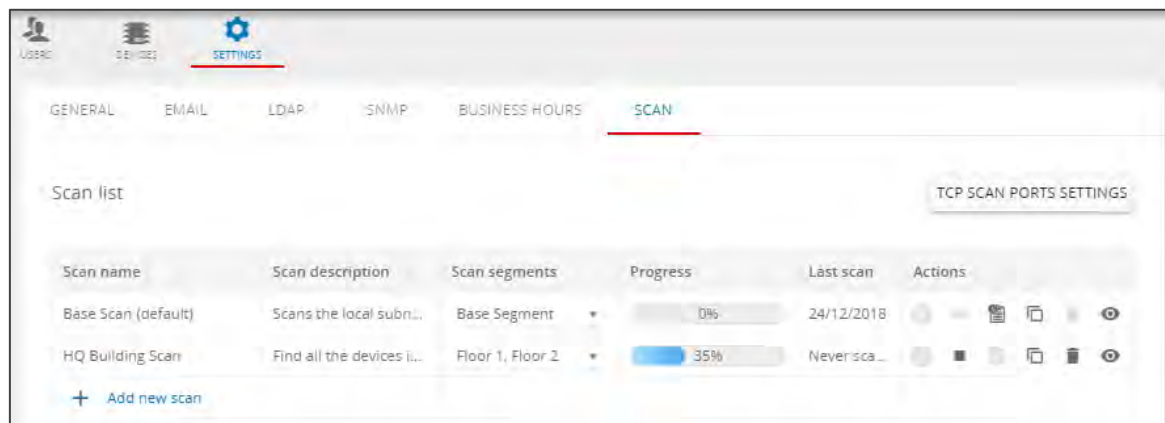 USERS DEVICES SETTINGS
GENERAL EMAIL LDAP SNMP BUSINESS HOURS SCAN
Scan list TCP SCAN PORTS SETTINGS
Scan name Scan description Scan segments Progress Last scan Actions
Base Scan (default) Scans the local subn... Base Segment 0% 24/12/2018
HQ Building Scan Find all the devices i... Floor 1, Floor 2 35% Never sca...
+ Add new scan